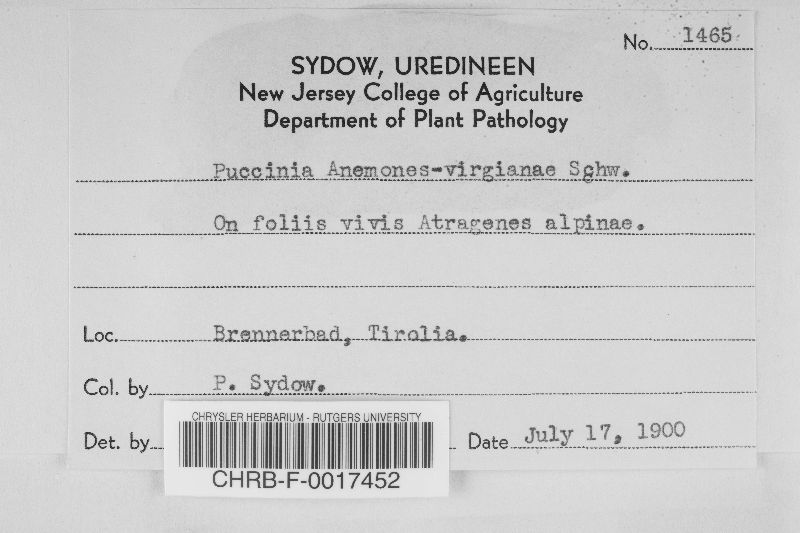 No. 1465
SYDOW, UREDINEEN
New Jersey College of Agriculture
Department of Plant Pathology
Puccinia Anemones-virgianae Schw.
On foliis vivis Atragenes alpinae.
Loc. Brennerbad, Tirolia.
Col. by P. Sydow.
Det. by
Date July 17, 1900
CHRYSLER HERBARIUM - RUTGERS UNIVERSITY
CHRB-F-0017452